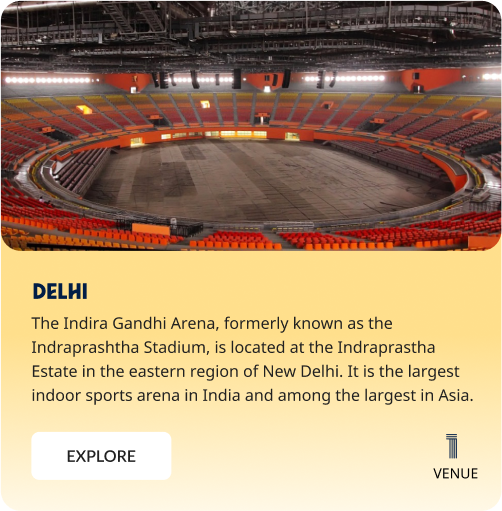 DELHI
The Indira Gandhi Arena, formerly known as the
Indraprashtha Stadium, is located at the Indraprastha
Estate in the eastern region of New Delhi. It is the largest
indoor sports arena in India and among the largest in Asia.
EXPLORE
1
VENUE